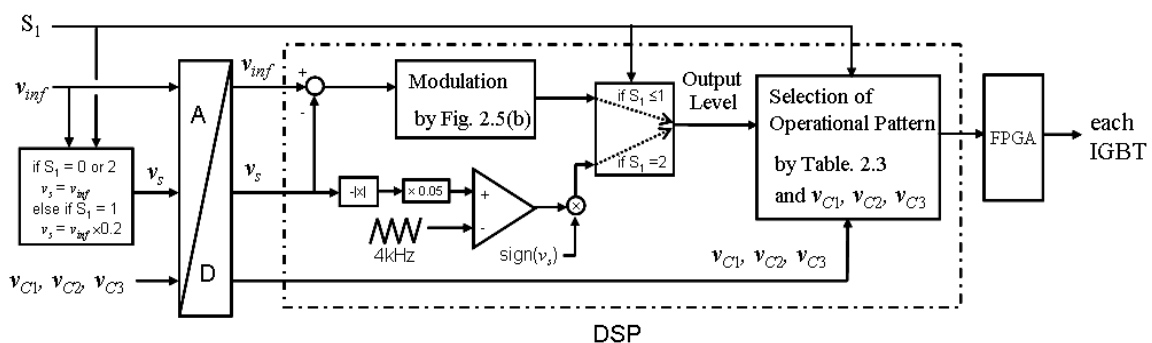 S1
vinf
if S1 = 0 or 2
vs = vinf
else if S1 = 1
vs = vinf ×0.2
vs
vC1, vC2, vC3
A
D
vinf
vs
+
-
Modulation
by Fig. 2.5(b)
-|x|
× 0.05
4kHz
+
-
×
sign(vs)
if S1 ≤1
if S1 =2
Output
Level
Selection of
Operational Pattern
by Table. 2.3
and vC1, vC2, vC3
vC1, vC2, vC3
FPGA
each
IGBT
DSP